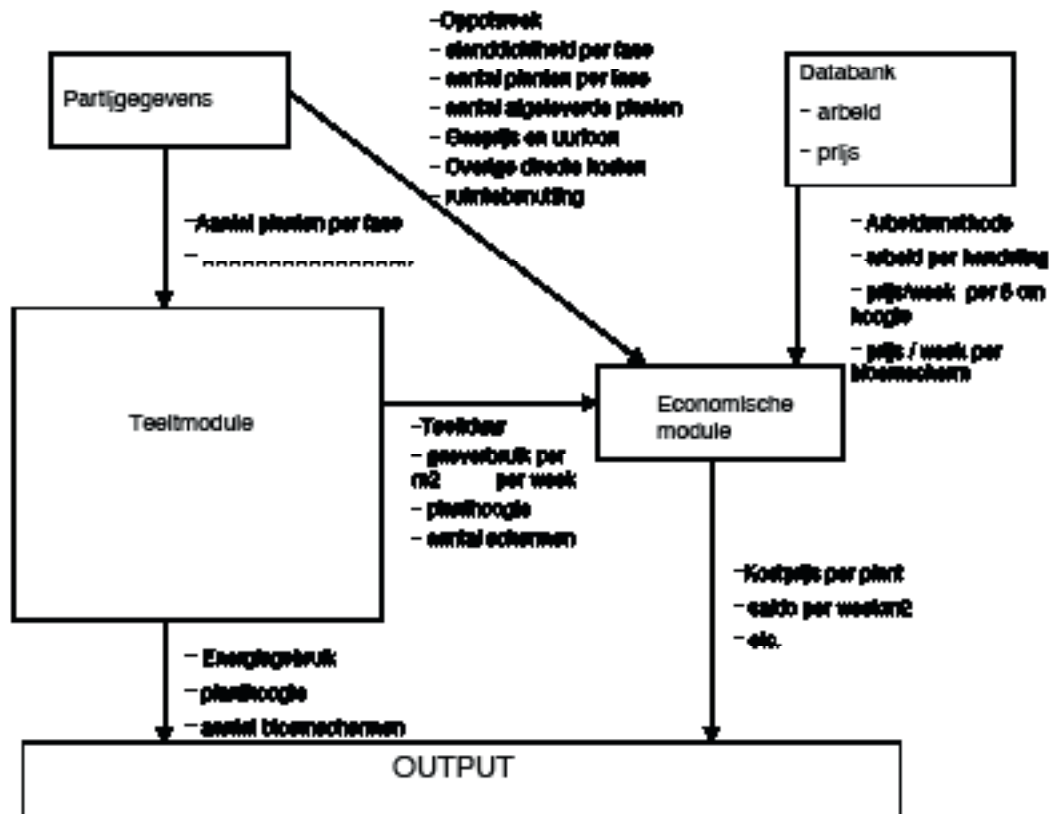 -Oppotweek
- standdichtheid per fase
- aantal planten per fase
- aantal afgeleverde planten
- Gasprijs en uurloon
- Overige directe kosten
- ruimtebenutting
Partijgegevens
Databank
- arbeid
- prijs
-Aantal planten per fase
-
- Arbeidsmethode
- arbeid per handeling
- prijs/week per 5 cm
hoogte
- prijs / week per
bloemscherm
Teeltmodule
Economische
module
-Teeltduur
- gasverbruik per
m2 per week
- planthoogte
- aantal schermen
-Kostprijs per plant
- saldo per weekm2
- etc.
- Energiegebruik
- planthoogte
- aantal bloemschermen
OUTPUT